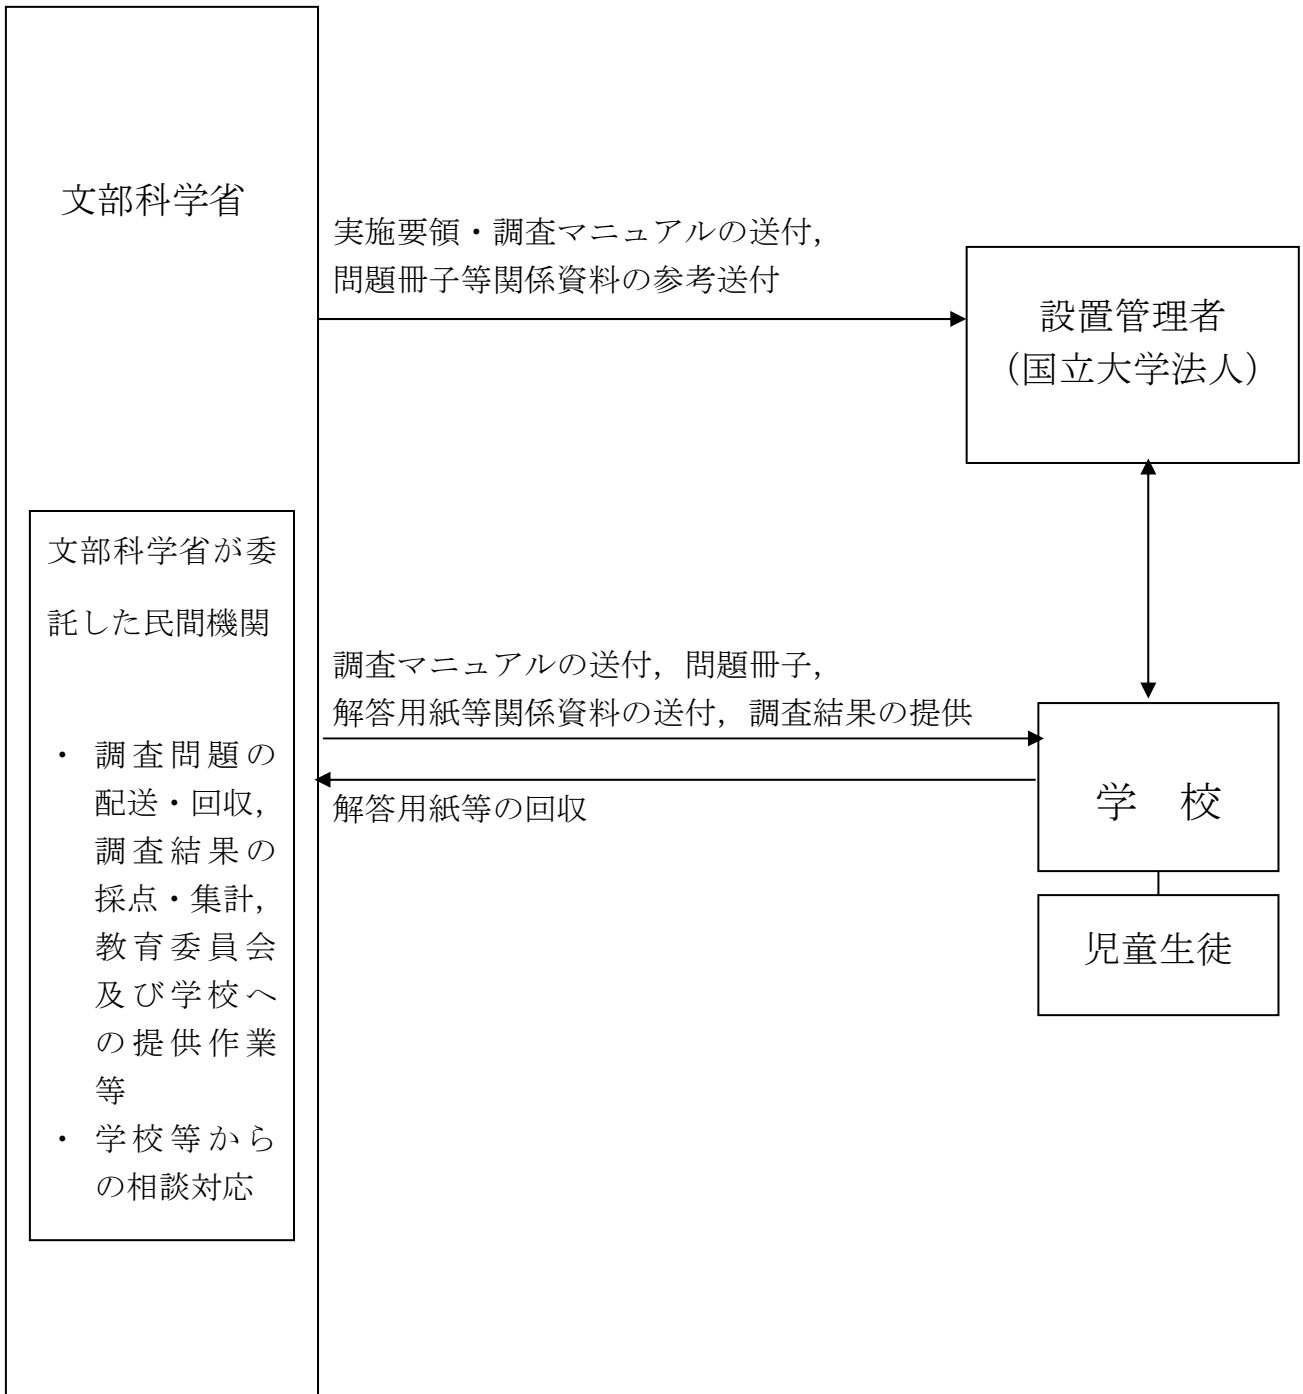 文部科学省
実施要領・調査マニュアルの送付，
問題冊子等関係資料の参考送付
設置管理者
（国立大学法人）
文部科学省が委
託した民間機関
・ 調査問題の
配送・回収，
調査結果の
採点・集計，
教育委員会
及び学校へ
の提供作業
等
・ 学校等から
の相談対応
調査マニュアルの送付，問題冊子，
解答用紙等関係資料の送付，調査結果の提供
解答用紙等の回収
学　校
児童生徒